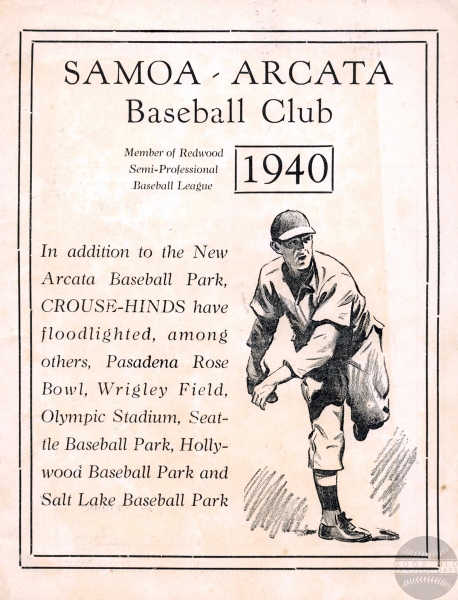 SAMOA - ARCATA
Baseball Club
Member of Redwood
Semi-Professional
Baseball League
1940
In addition to the New
Arcata Baseball Park,
CROUSE-HINDS have
floodlighted, among
others, Pasadena Rose
Bowl, Wrigley Field,
Olympic Stadium, Seat-
tle Baseball Park, Holly-
wood Baseball Park and
Salt Lake Baseball Park